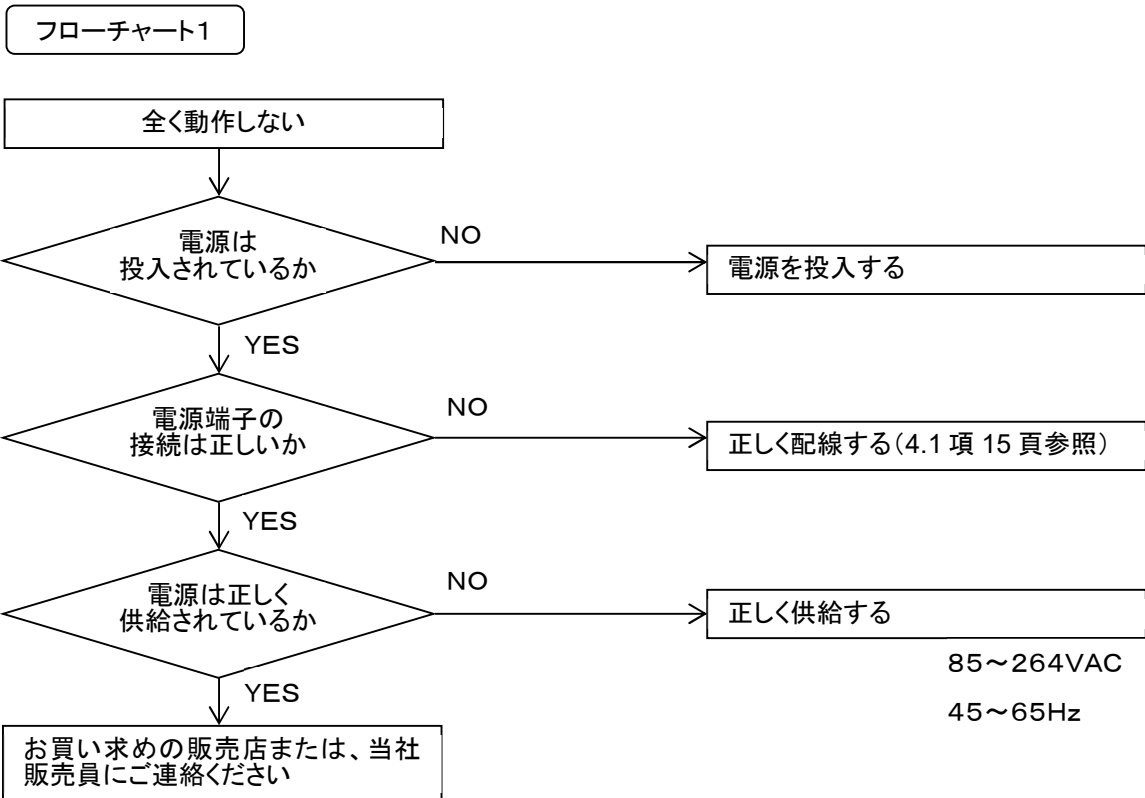 フローチャート1
全く動作しない
電源は
投入されているか
NO
電源を投入する
YES
電源端子の
接続は正しいか
NO
正しく配線する(4.1 項 15 頁参照)
YES
電源は正しく
供給されているか
NO
正しく供給する
85~264VAC
45~65Hz
YES
お買い求めの販売店または、当社
販売員にご連絡ください